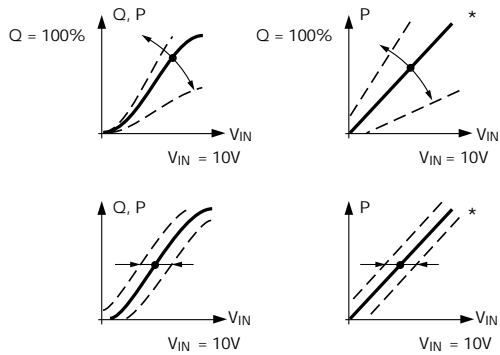 Q, P
Q = 100%
V_IN
V_IN = 10V
P
*
Q = 100%
V_IN
V_IN = 10V
Q, P
V_IN
V_IN = 10V
P
*
V_IN
V_IN = 10V